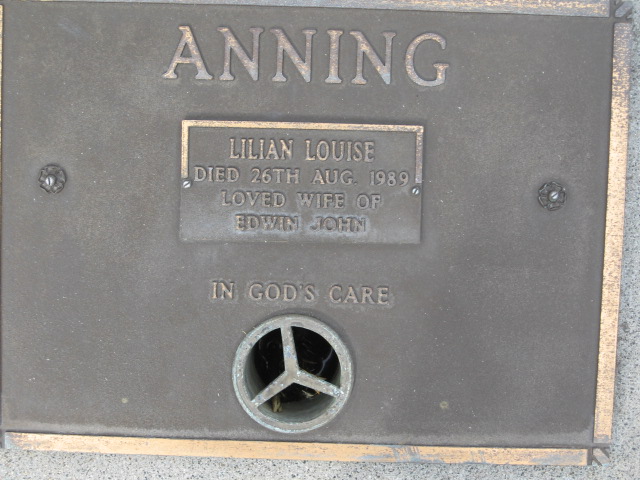 ANNING
LILIAN LOUISE
DIED 26TH AUG. 1989
LOVED WIFE OF
EDWIN JOHN
IN GOD'S CARE